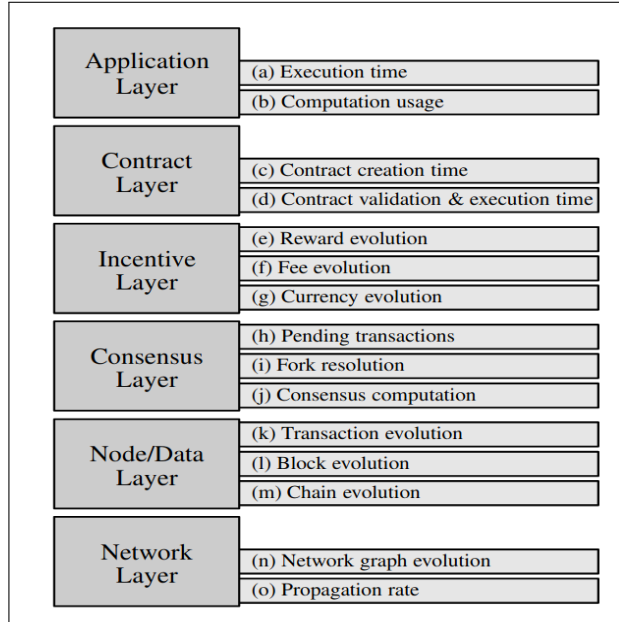 Application
Layer
(a) Execution time
(b) Computation usage
Contract
Layer
(c) Contract creation time
(d) Contract validation & execution time
Incentive
Layer
(e) Reward evolution
(f) Fee evolution
(g) Currency evolution
Consensus
Layer
(h) Pending transactions
(i) Fork resolution
(j) Consensus computation
Node/Data
Layer
(k) Transaction evolution
(l) Block evolution
(m) Chain evolution
Network
Layer
(n) Network graph evolution
(o) Propagation rate